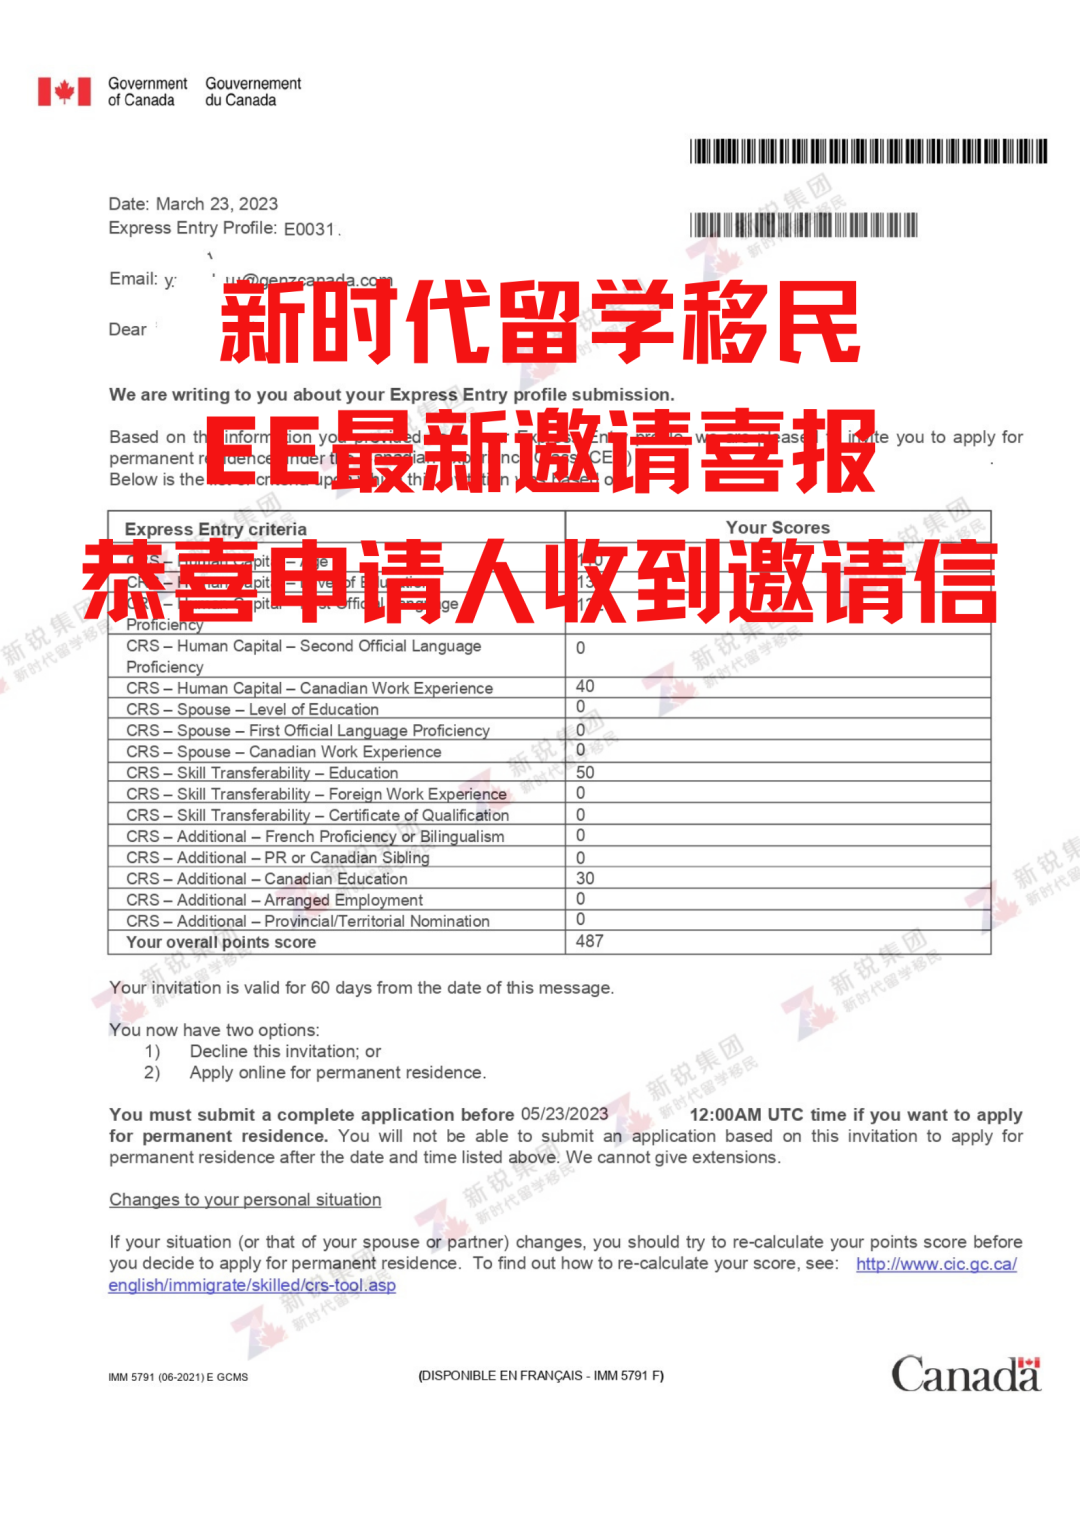 Government of Canada
Gouvernement du Canada
Date: March 23, 2023
Express Entry Profile: E0031
Email: @genzcanada.com
Dear
新时代留学移民
We are writing to you about your Express Entry profile submission.
EE最新邀请喜报
Based on the information you provided Express Entry profile, we are pleased to invite you to apply for
permanent residence under the Canadian Experience Class (CEC)
Below is the list of criteria upon which this invitation was based on
Express Entry criteria Your Scores
恭喜中请人收到邀请信
CRS – Human Capital – Age 110
CRS – Human Capital – Level of Education
CRS – Human Capital – First Official Language
Proficiency
CRS – Human Capital – Second Official Language
Proficiency 0
CRS – Human Capital – Canadian Work Experience 40
CRS – Spouse – Level of Education 0
CRS – Spouse – First Official Language Proficiency 0
CRS – Spouse – Canadian Work Experience 0
CRS – Skill Transferability – Education 50
CRS – Skill Transferability – Foreign Work Experience 0
CRS – Skill Transferability – Certificate of Qualification 0
CRS – Additional – French Proficiency or Bilingualism 0
CRS – Additional – PR or Canadian Sibling 0
CRS – Additional – Canadian Education 30
CRS – Additional – Arranged Employment 0
CRS – Additional – Provincial/Territorial Nomination 0
Your overall points score 487
Your invitation is valid for 60 days from the date of this message.
You now have two options:
1) Decline this invitation; or
2) Apply online for permanent residence.
You must submit a complete application before 05/23/2023 12:00AM UTC time if you want to apply
for permanent residence. You will not be able to submit an application based on this invitation to apply for
permanent residence after the date and time listed above. We cannot give extensions.
Changes to your personal situation
If your situation (or that of your spouse or partner) changes, you should try to re-calculate your points score before
you decide to apply for permanent residence. To find out how to re-calculate your score, see: http://www.cic.gc.ca/
english/immigrate/skilled/crs-tool.asp
IMM 5791 (06-2021) E GCMS
(DISPONIBLE EN FRANÇAIS - IMM 5791 F)
Canada
新锐集团
新时代留学移民